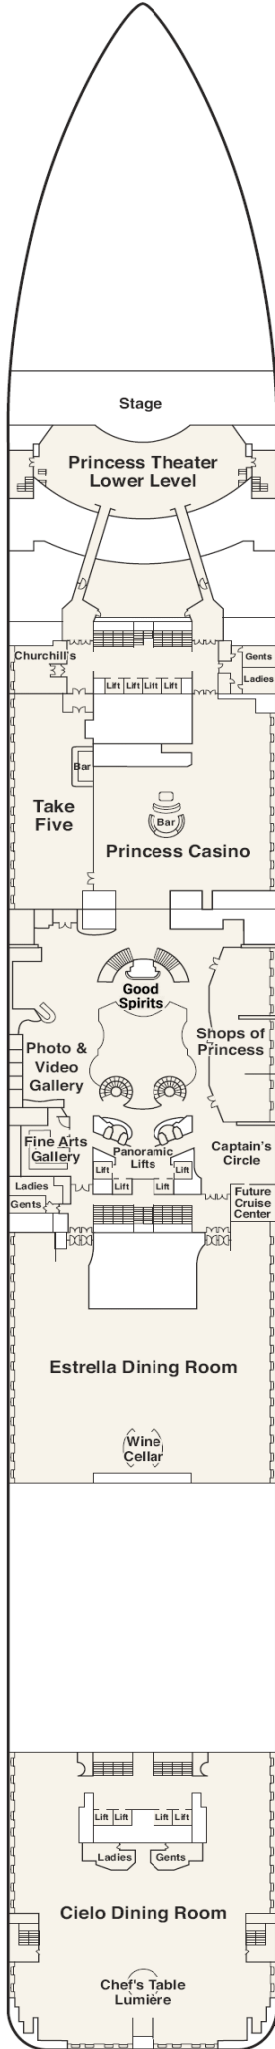 Stage
Princess Theater
Lower Level
Churchill's
Gents
Ladies
Lift Lift Lift Lift
Bar
Take
Five
Bar
Princess Casino
Good
Spirits
Photo &
Video
Gallery
Shops of
Princess
Fine Arts
Gallery
Panoramic
Lifts
Captain's
Circle
Lift Lift
Lift Lift
Ladies
Gents
Future
Cruise
Center
Estrella Dining Room
Wine
Cellar
Lift Lift Lift Lift
Ladies Gents
Cielo Dining Room
Chef's Table
Lumière